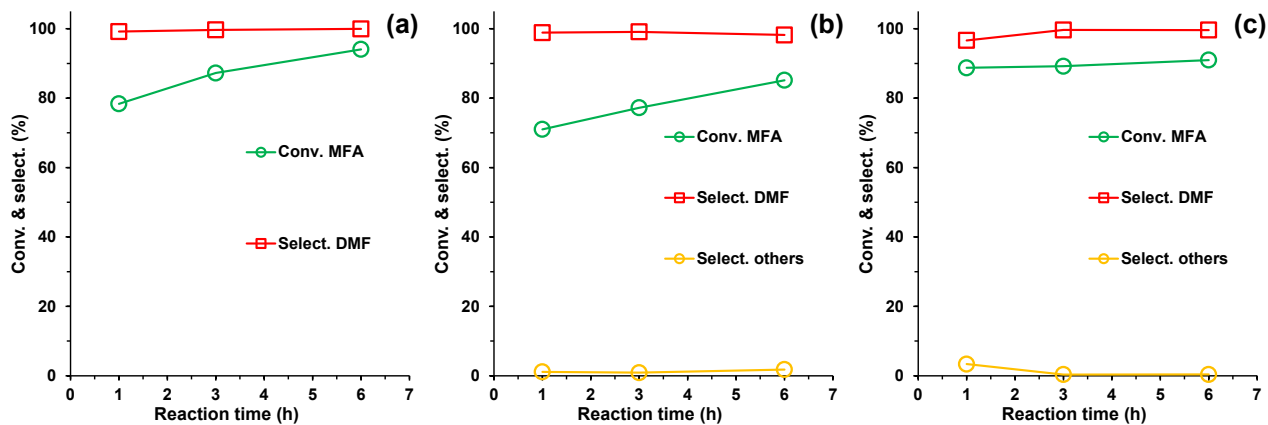 (a)
Conv. & select. (%)
100
80
60
40
20
0
Conv. MFA
Select. DMF
0 1 2 3 4 5 6 7
Reaction time (h)
(b)
Conv. & select. (%)
100
80
60
40
20
0
Conv. MFA
Select. DMF
Select. others
0 1 2 3 4 5 6 7
Reaction time (h)
(c)
Conv. & select. (%)
100
80
60
40
20
0
Conv. MFA
Select. DMF
Select. others
0 1 2 3 4 5 6 7
Reaction time (h)